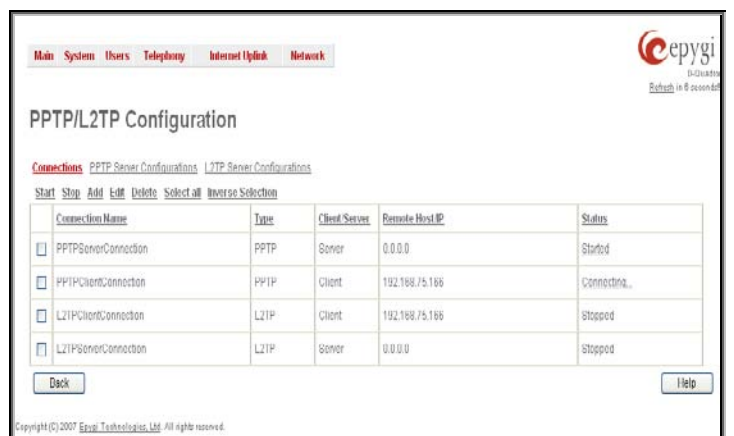 Main System Users Telephony Internet Uplink Network
epygi
Refresh in 6 seconds!
PPTP/L2TP Configuration
Connections PPTP Server Configurations L2TP Server Configurations
Start Stop Add Edit Delete Select all Inverse Selection
Connection Name Type Client/Server Remote Host/IP Status
PPTPServerConnection PPTP Server 0.0.0.0 Started
PPTPClientConnection PPTP Client 192.168.75.166 Connecting...
L2TPClientConnection L2TP Client 192.168.75.166 Stopped
L2TPServerConnection L2TP Server 0.0.0.0 Stopped
Back Help
Copyright (C) 2007 Epygi Technologies, Ltd. All rights reserved.